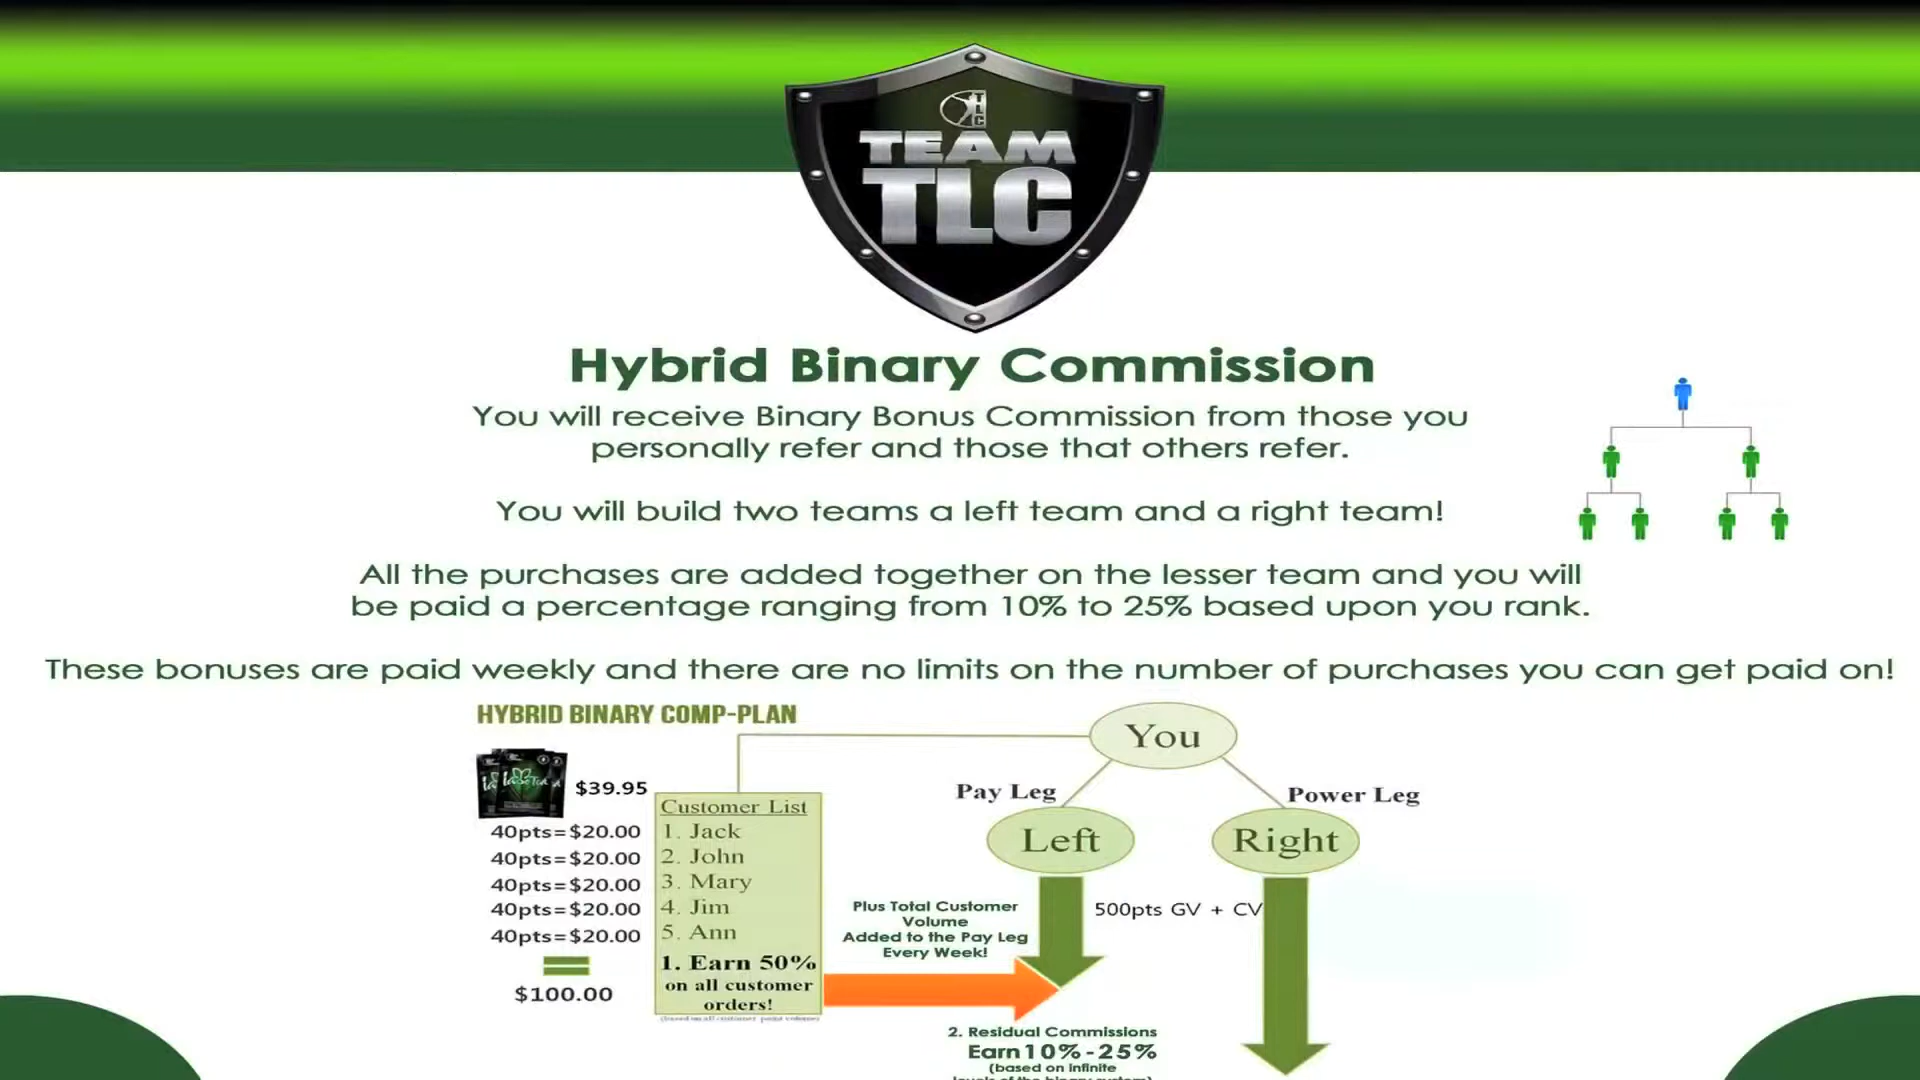 TLC
TEAM
TLC
Hybrid Binary Commission
You will receive Binary Bonus Commission from those you
personally refer and those that others refer.
You will build two teams a left team and a right team!
All the purchases are added together on the lesser team and you will
be paid a percentage ranging from 10% to 25% based upon you rank.
These bonuses are paid weekly and there are no limits on the number of purchases you can get paid on!
HYBRID BINARY COMP-PLAN
$39.95
40pts=$20.00
40pts=$20.00
40pts=$20.00
40pts=$20.00
40pts=$20.00
$100.00
Customer List
1. Jack
2. John
3. Mary
4. Jim
5. Ann
1. Earn 50%
on all customer
orders!
You
Pay Leg
Power Leg
Left
Right
Plus Total Customer
Volume
Added to the Pay Leg
Every Week!
500pts GV + CV
2. Residual Commissions
Earn 10%-25%
(based on infinite
levels of the binary system)